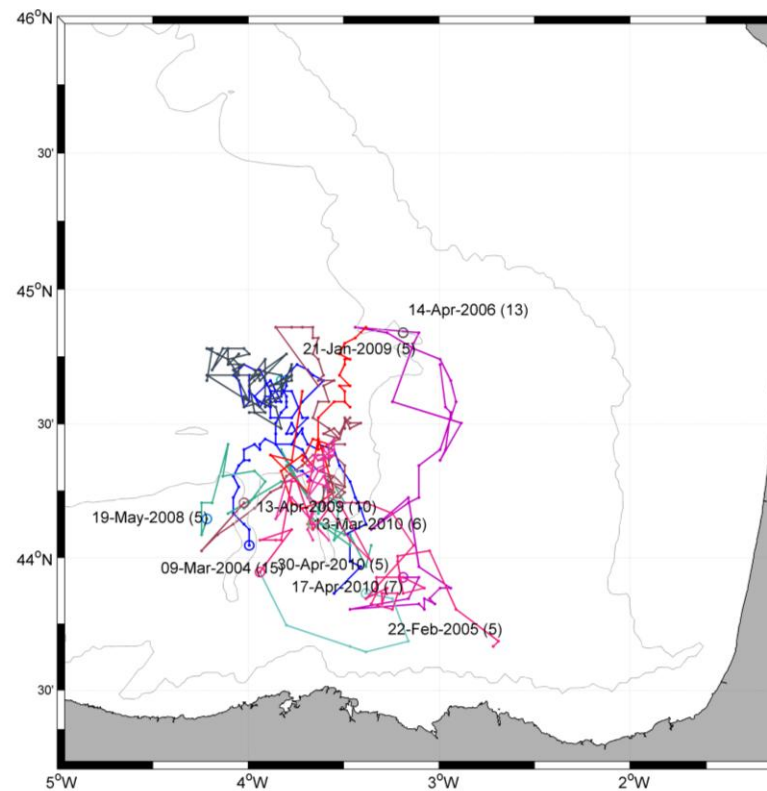 46°N
30'
45°N
14-Apr-2006 (13)
21-Jan-2009 (5)
30'
13-Apr-2009 (10)
19-May-2008 (5)
13-Mar-2010 (6)
44°N
09-Mar-2004 (15)
30-Apr-2010 (5)
17-Apr-2010 (7)
22-Feb-2005 (5)
30'
5°W 4°W 3°W 2°W